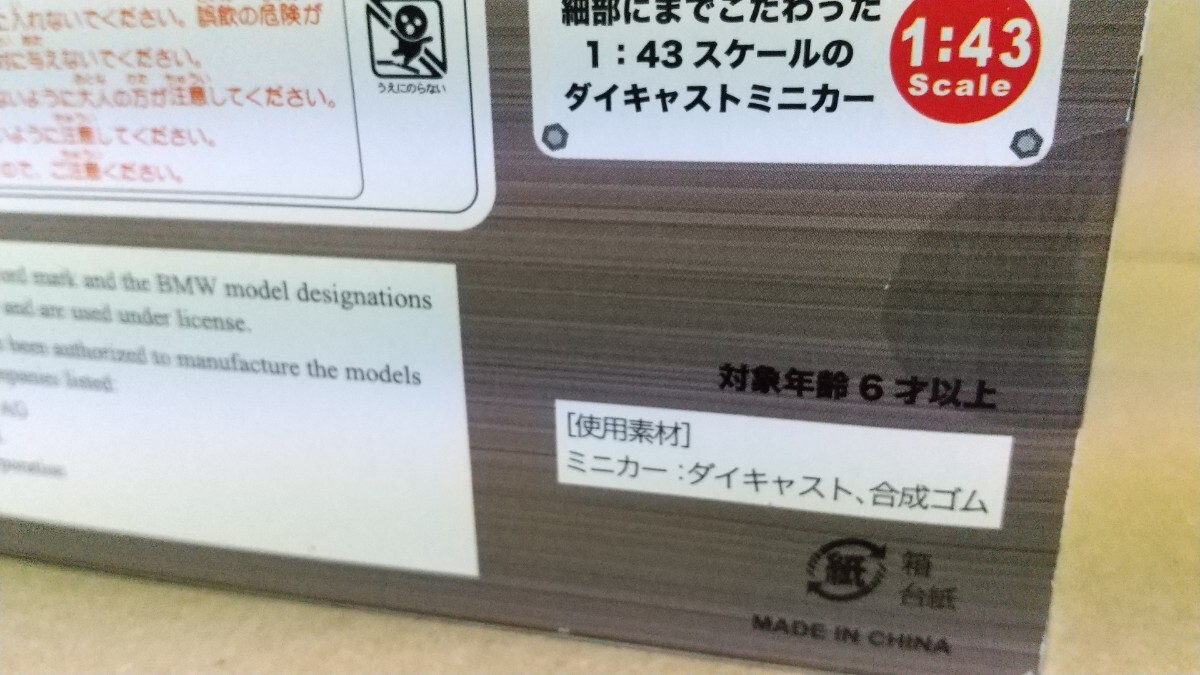 に入れないでください。誤飲の危険が
に与えないでください。
ないように大人の方が注意してください。
いように注意してください。
ので、ご注意ください。
うえにのらない
細部にまでこだわった
1:43スケールの
ダイキャストミニカー
1:43
Scale
mark and the BMW model designations
and are used under license.
been authorized to manufacture the models
listed:
AG
対象年齢6才以上
[使用素材]
ミニカー:ダイキャスト、合成ゴム
紙
箱
台紙
MADE IN CHINA